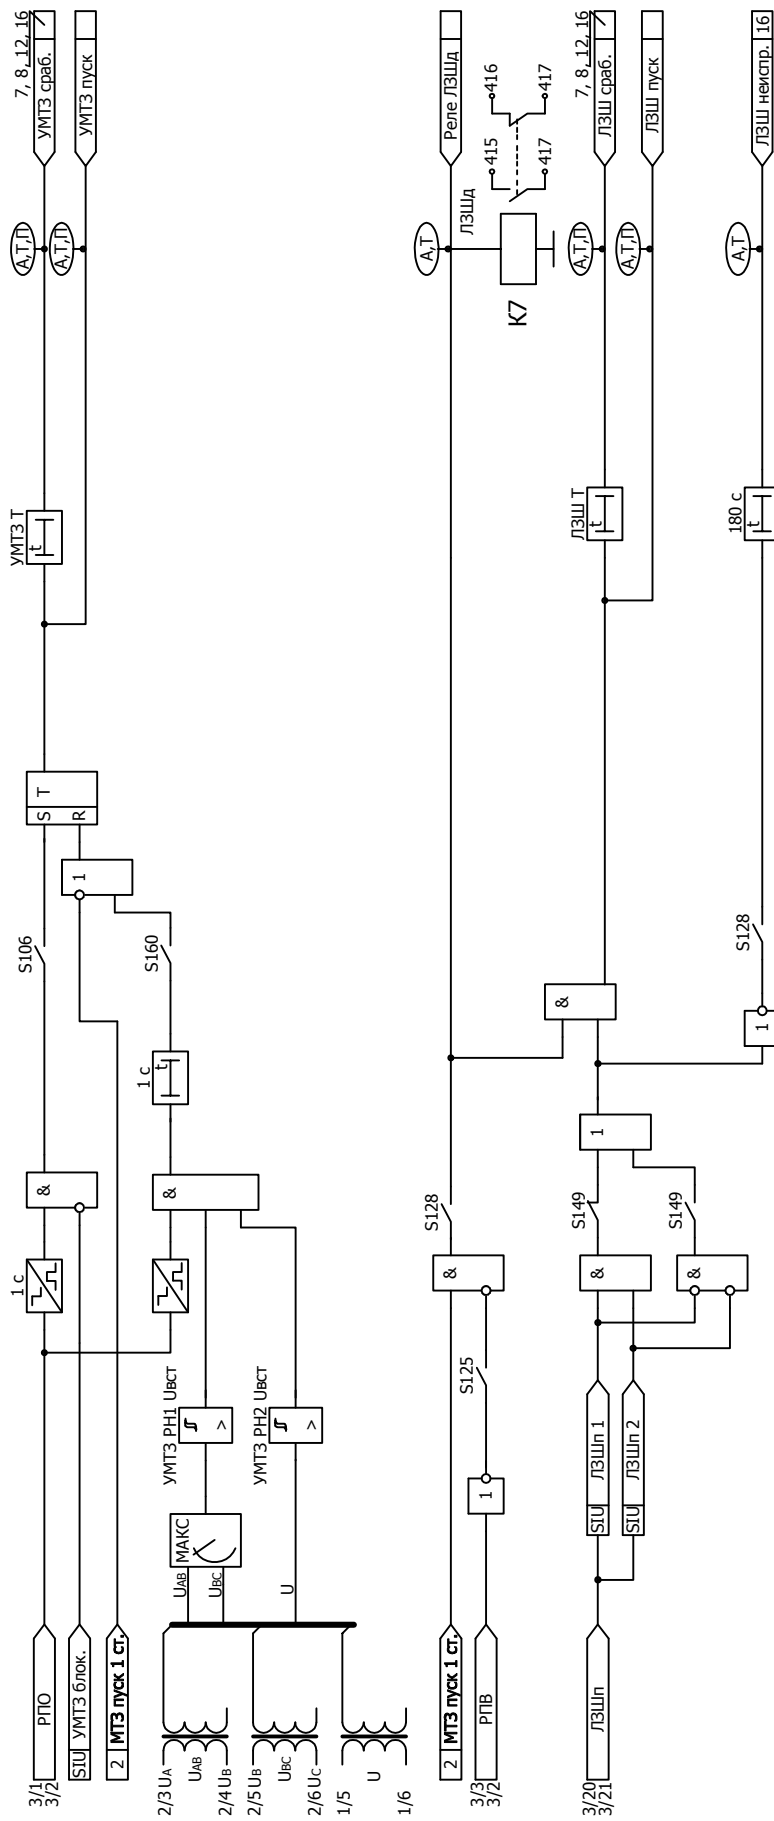 3/1
3/2
РПО
1 с
&
S106
S
T
R
УМТЗ Т
t
А,Т,П
УМТЗ сраб.
7, 8, 12, 16
SIU
УМТЗ блок.
1
А,Т,П
УМТЗ пуск
2
МТЗ пуск 1 ст.
&
1 с
t
S160
2/3 UA
UAB
2/4 UB
2/5 UB
UBC
2/6 UC
1/5
U
1/6
UAB
UBC
U
МАКС
УМТЗ РН1 Uвст
>
УМТЗ РН2 Uвст
>
2
МТЗ пуск 1 ст.
&
S128
А,Т
Реле ЛЗШд
3/3
3/2
РПВ
1
S125
ЛЗШд
K7
415
417
416
417
3/20
3/21
ЛЗШп
SIU
ЛЗШп 1
SIU
ЛЗШп 2
&
S149
&
S149
1
&
ЛЗШ Т
t
А,Т,П
ЛЗШ сраб.
7, 8, 12, 16
А,Т,П
ЛЗШ пуск
1
S128
180 с
t
А,Т
ЛЗШ неиспр.
16